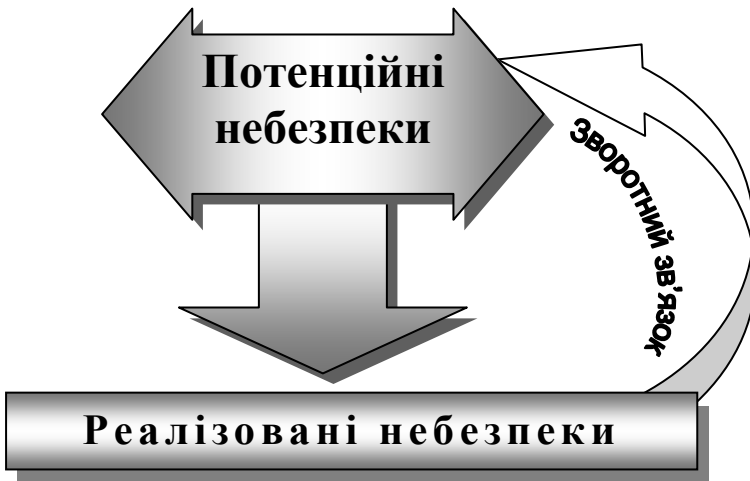 Потенційні
небезпеки
Зворотний зв'язок
Реалізовані небезпеки